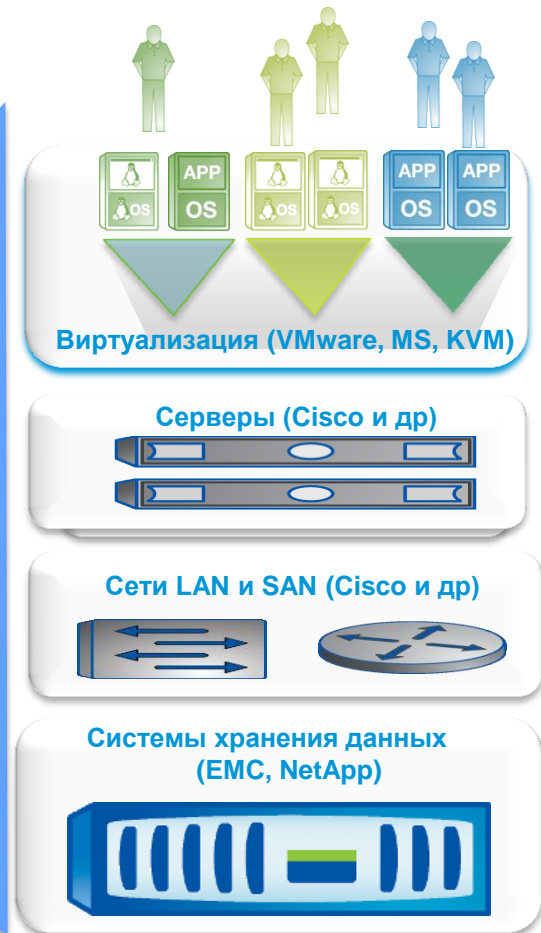 APP APP APP
OS OS OS OS OS OS
Виртуализация (VMware, MS, KVM)
Серверы (Cisco и др)
Сети LAN и SAN (Cisco и др)
Системы хранения данных
(EMC, NetApp)